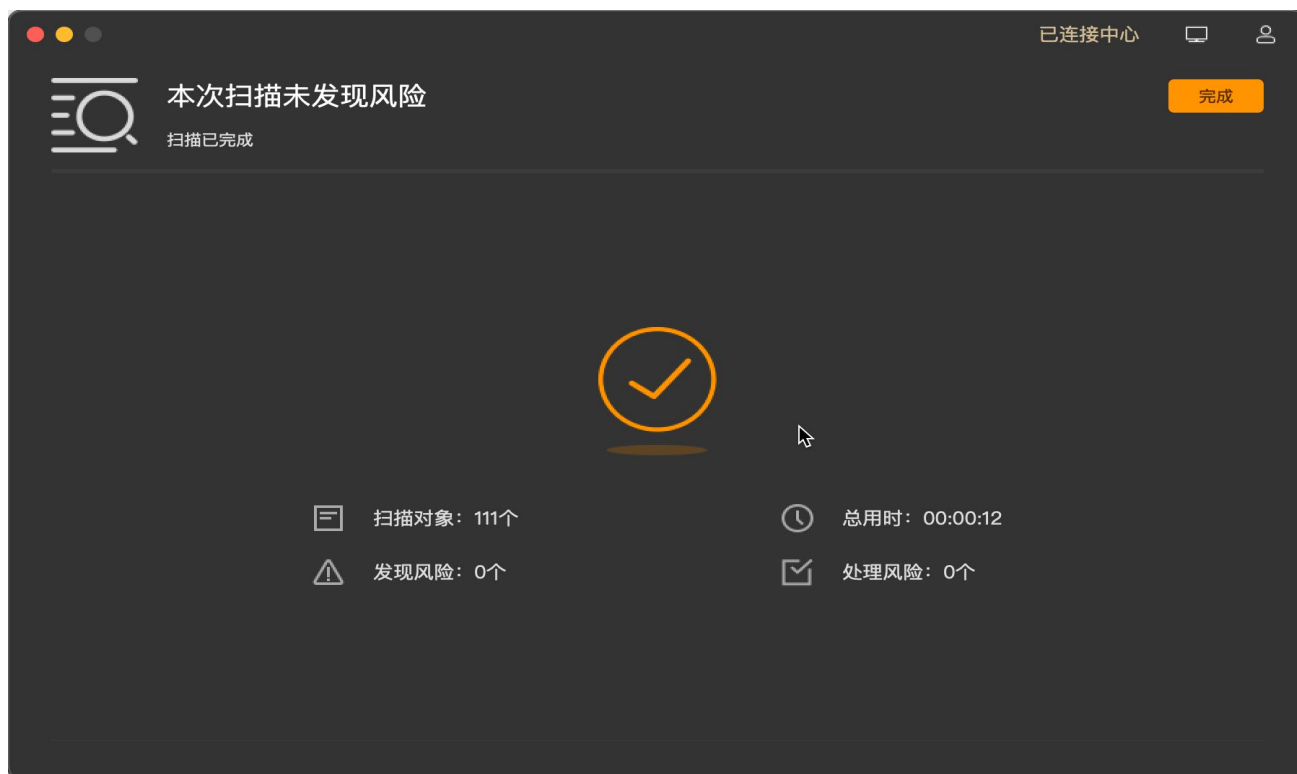 已连接中心
本次扫描未发现风险
完成
扫描已完成
扫描对象：111个
总用时：00:00:12
发现风险：0个
处理风险：0个